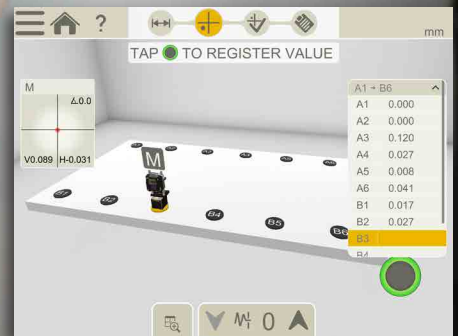 ?
mm
TAP TO REGISTER VALUE
M
∠0.0
V0.089 H-0.031
A1 → B6
A1 0.000
A2 0.000
A3 0.120
A4 0.027
A5 0.008
A6 0.041
B1 0.017
B2 0.027
B3
B4
M
B1
B2
B4
B5
B6
0